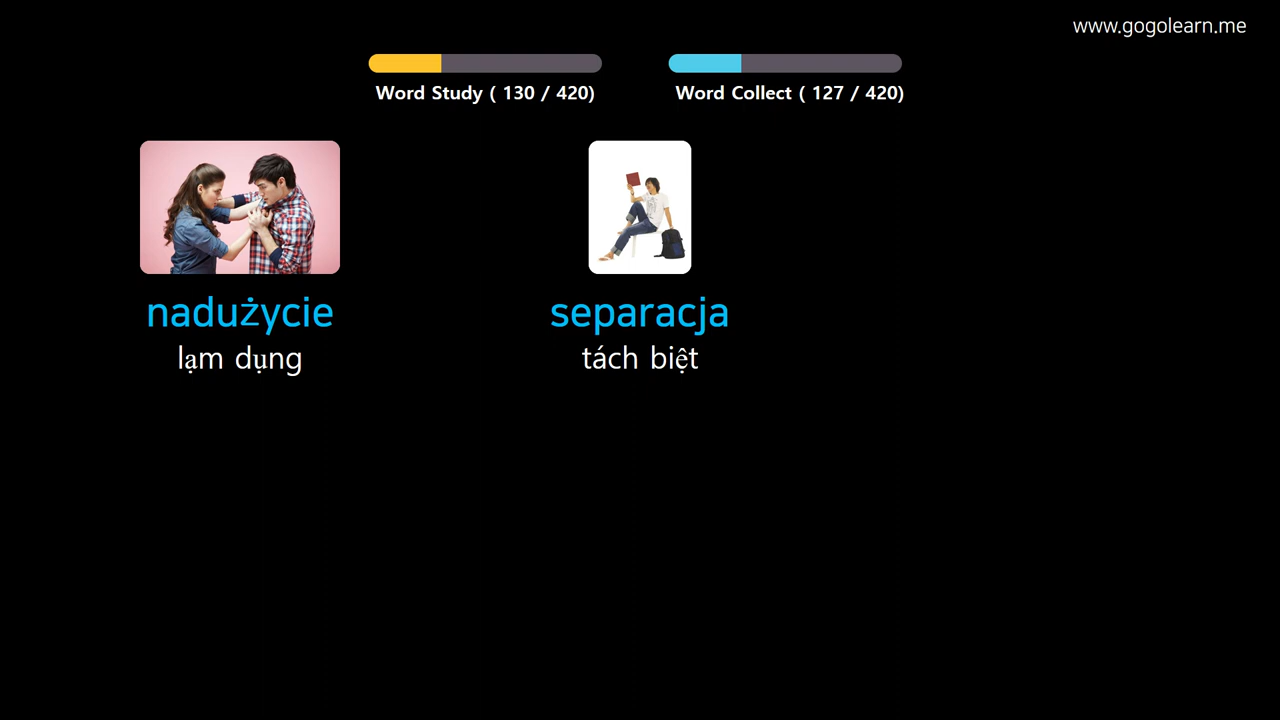 www.gogolearn.me
Word Study ( 130 / 420)
Word Collect ( 127 / 420)
nadużycie
lạm dụng
separacja
tách biệt